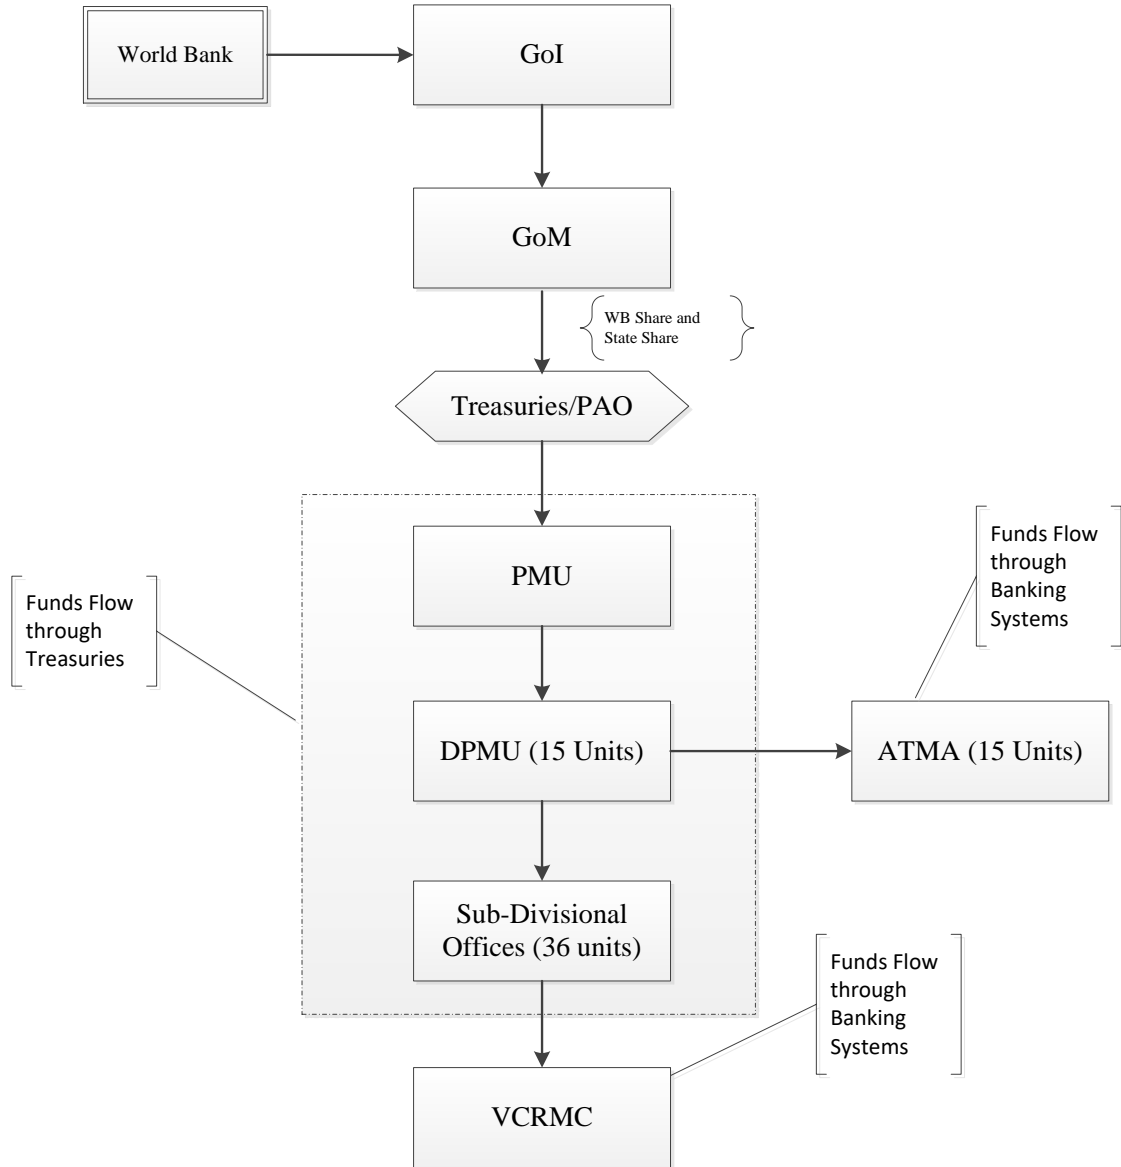 World Bank
GoI
GoM
WB Share and
State Share
Treasuries/PAO
PMU
Funds Flow
through
Banking
Systems
Funds Flow
through
Treasuries
DPMU (15 Units)
ATMA (15 Units)
Sub-Divisional
Offices (36 units)
Funds Flow
through
Banking
Systems
VCRMC